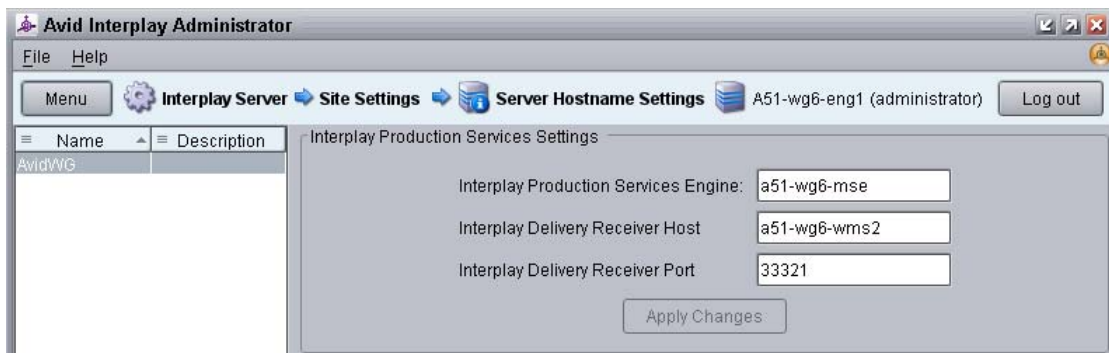 Avid Interplay Administrator
File Help
Menu Interplay Server Site Settings Server Hostname Settings A51-wg6-eng1 (administrator) Log out
Name Description
AvidWG
Interplay Production Services Settings
Interplay Production Services Engine: a51-wg6-mse
Interplay Delivery Receiver Host a51-wg6-wms2
Interplay Delivery Receiver Port 33321
Apply Changes